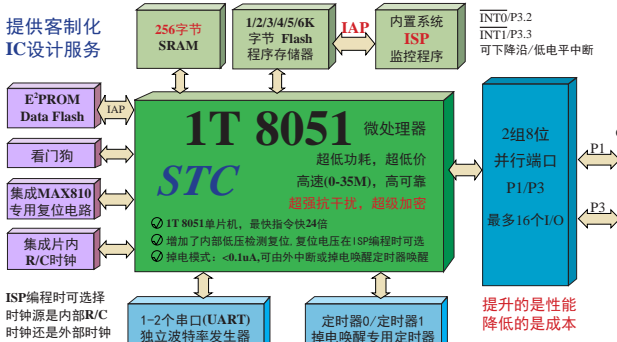 提供客制化
IC设计服务
256字节
SRAM
1/2/3/4/5/6K
字节 Flash
程序存储器
IAP
内置系统
ISP
监控程序
INT0/P3.2
INT1/P3.3
可下降沿/低电平中断
E²PROM
Data Flash
IAP
看门狗
集成MAX810
专用复位电路
集成片内
R/C时钟
1T 8051 微处理器
STC
超低功耗，超低价
高速(0-35M)，高可靠
超强抗干扰，超级加密
1T 8051单片机，最快指令快24倍
增加了内部低压检测复位，复位电压在ISP编程时可选
掉电模式：<0.1uA,可由外中断或掉电唤醒定时器唤醒
2组8位
并行端口
P1/P3
最多16个I/O
P1
P3
ISP编程时可选择
时钟源是内部R/C
时钟还是外部时钟
1-2个串口(UART)
独立波特率发生器
定时器0/定时器1
掉电唤醒专用定时器
提升的是性能
降低的是成本